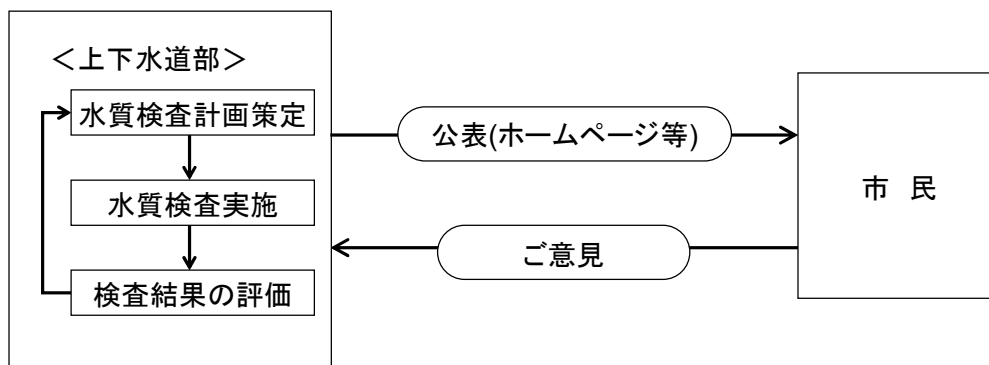 ＜上下水道部＞
水質検査計画策定
水質検査実施
検査結果の評価
公表(ホームページ等)
ご意見
市　民